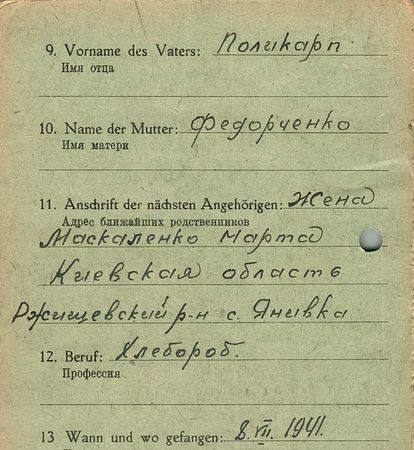 9. Vorname des Vaters: Поликарп
Имя отца
10. Name der Mutter: Федорченко
Имя матери
11. Anschrift der nächsten Angehörigen: Жена
Адрес ближайших родственников
Маскаленко Марта
Киевская область
Ржищевский р-н с. Янивка
12. Beruf: Хлебороб.
Профессия
13 Wann und wo gefangen: 8. VII. 1941.